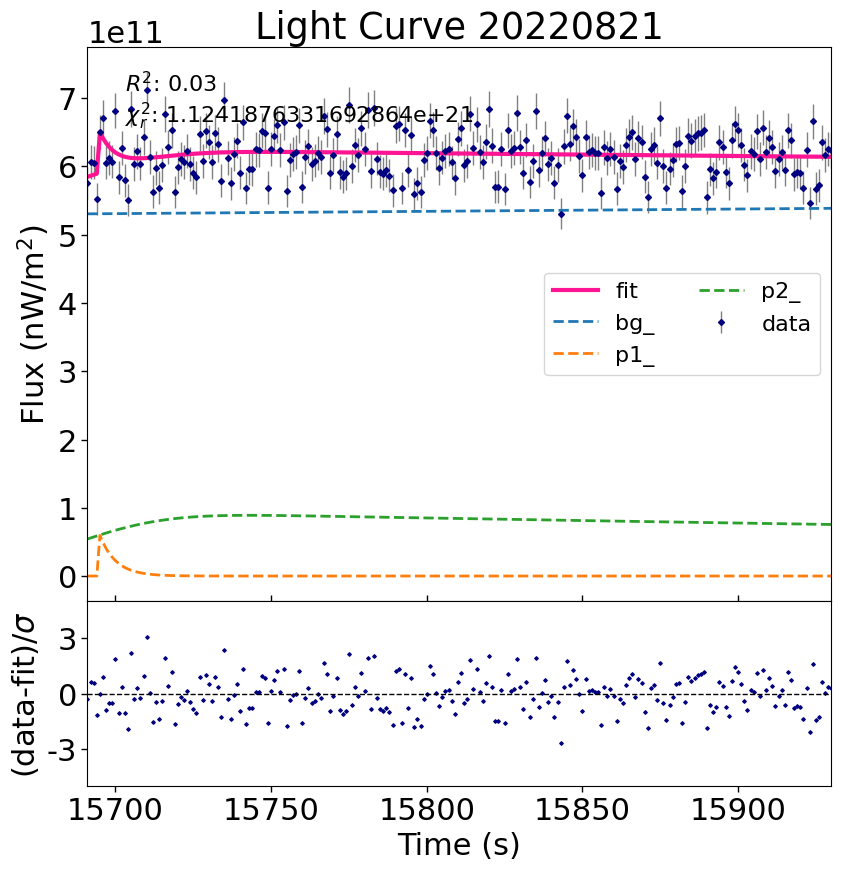 Light Curve 20220821
1e11
R²: 0.03
χ²ᵣ: 1.1241876331692864e+21
7
6
5
4
3
2
1
0
Flux (nW/m²)
fit
bg_
p1_
p2_
data
3
0
-3
(data-fit)/σ
15700 15750 15800 15850 15900
Time (s)